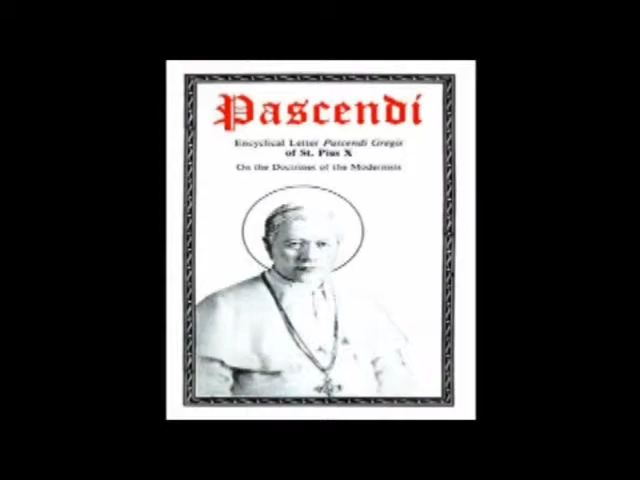 Pascendi
Encyclical Letter Pascendi Gregis
of St. Pius X
On the Doctrines of the Modernists